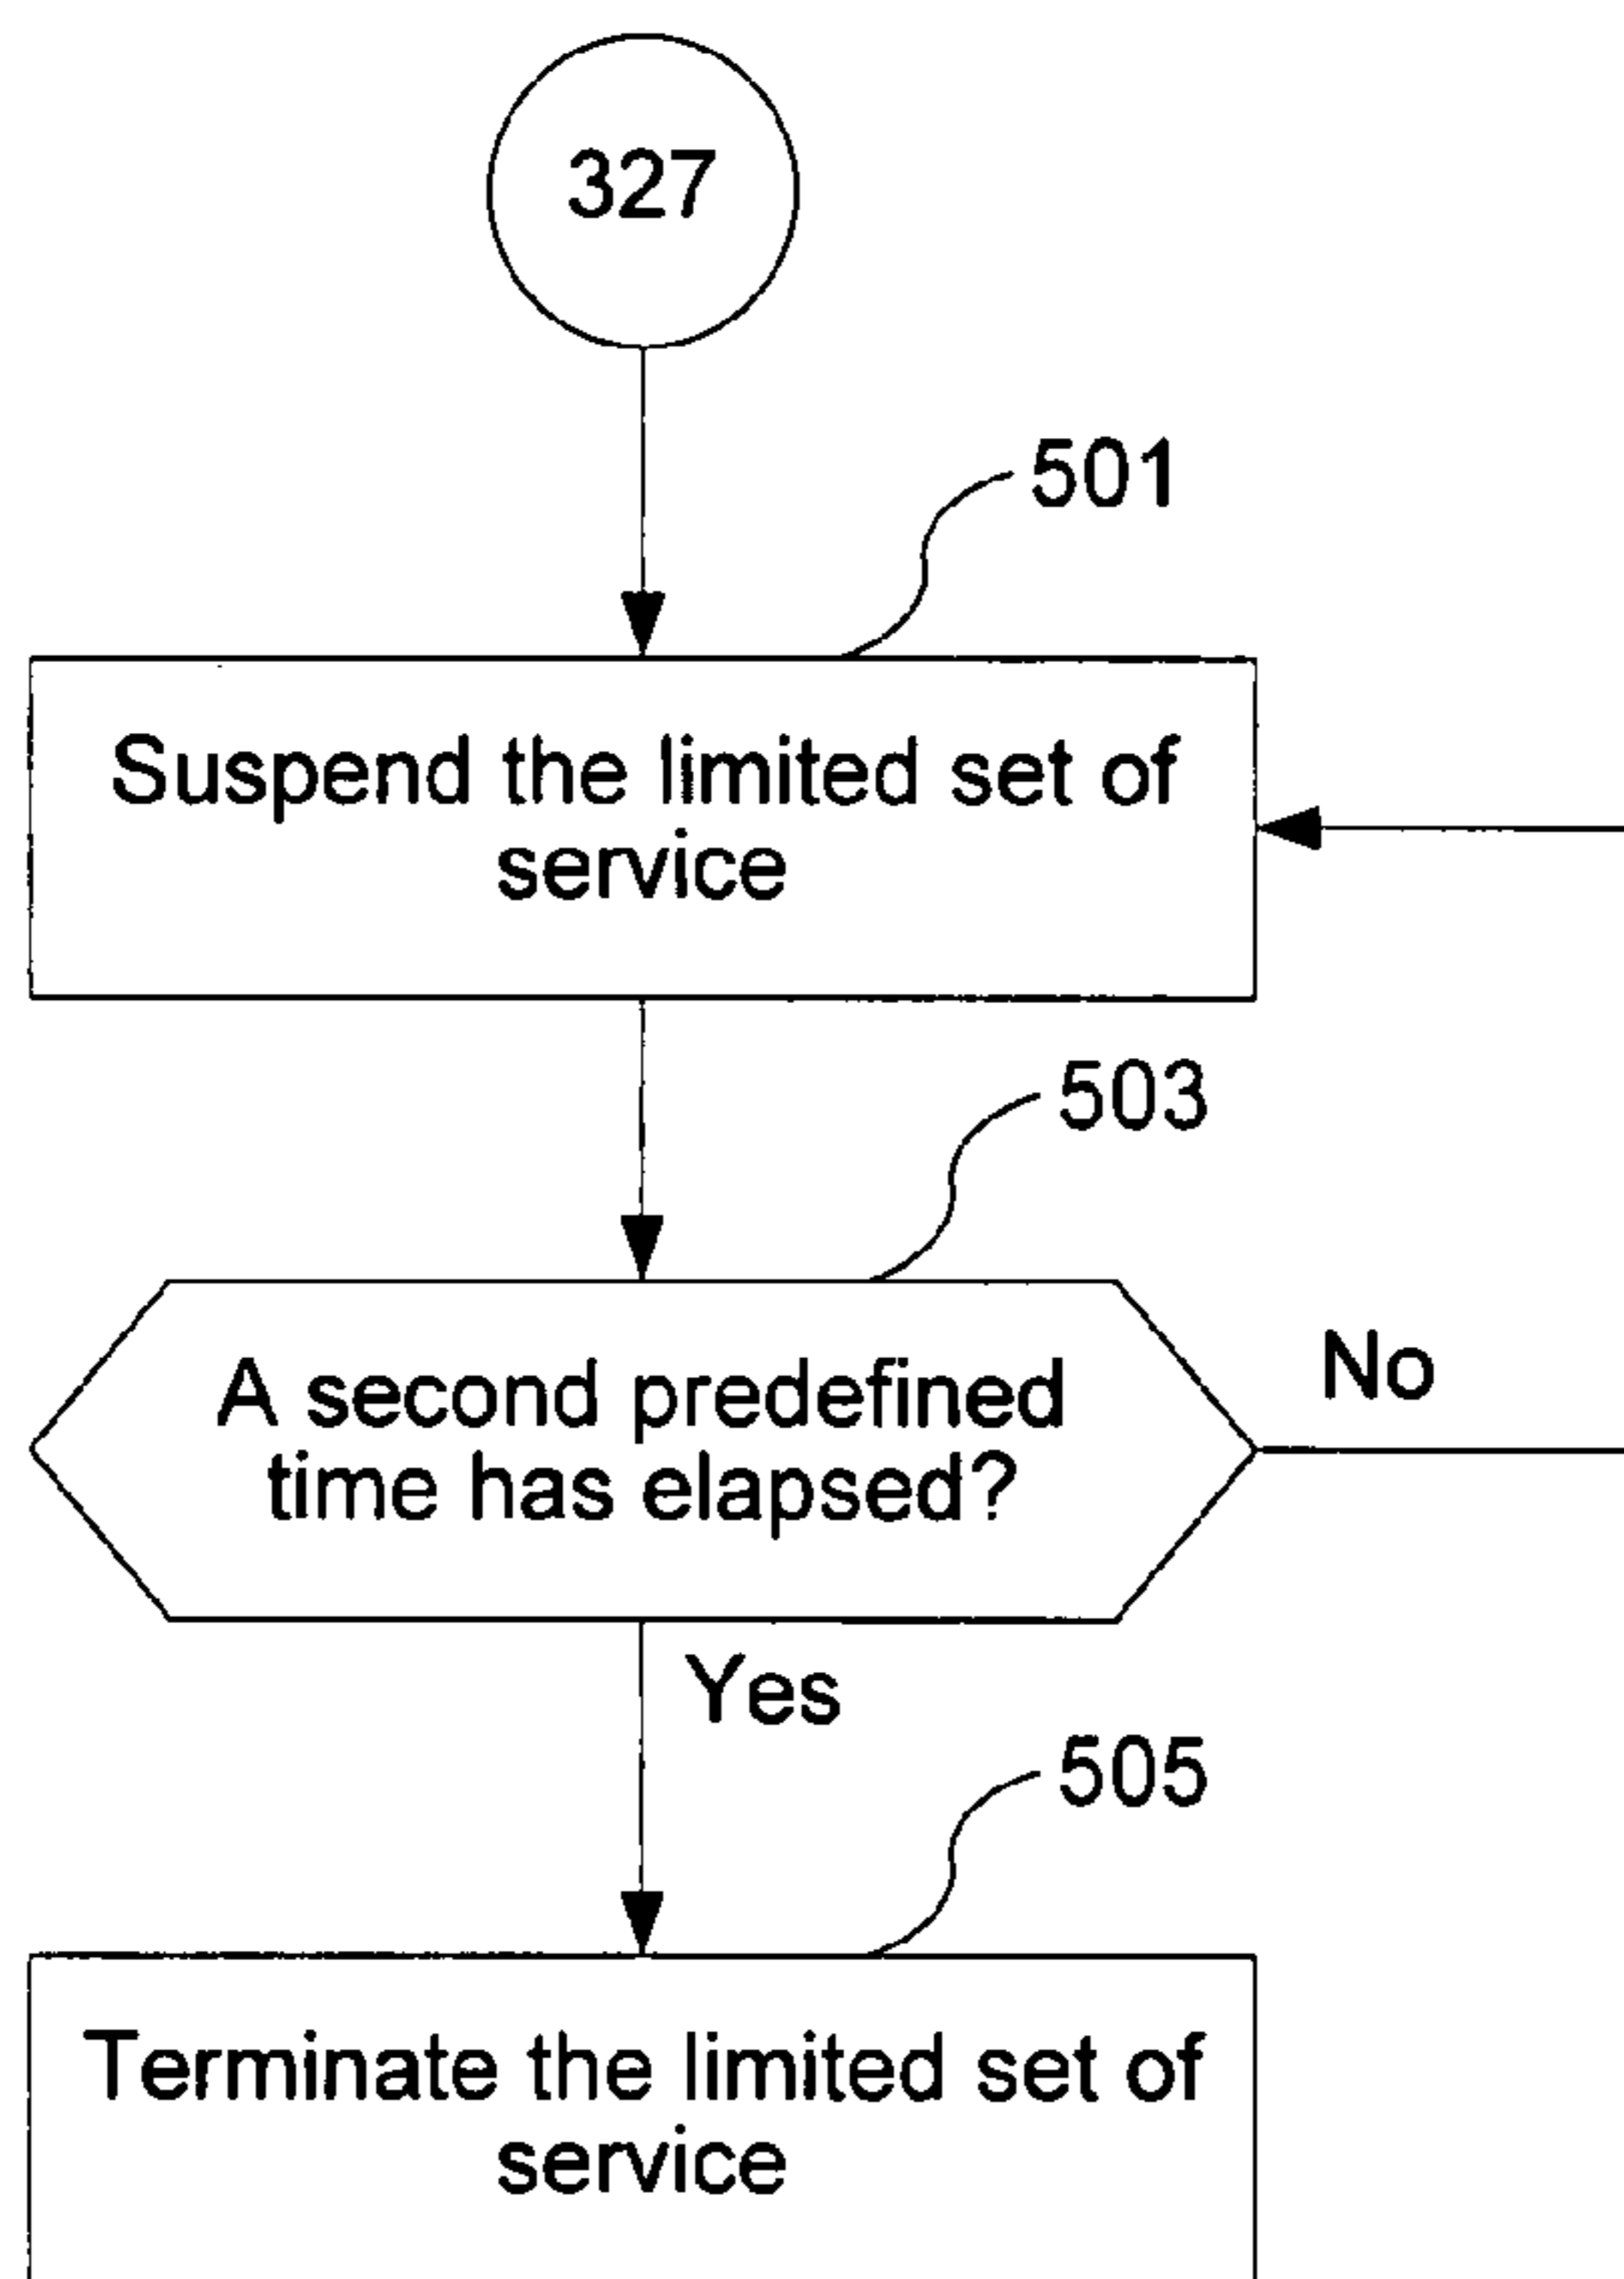 327
501
Suspend the limited set of
service
503
A second predefined
time has elapsed?
No
Yes
505
Terminate the limited set of
service